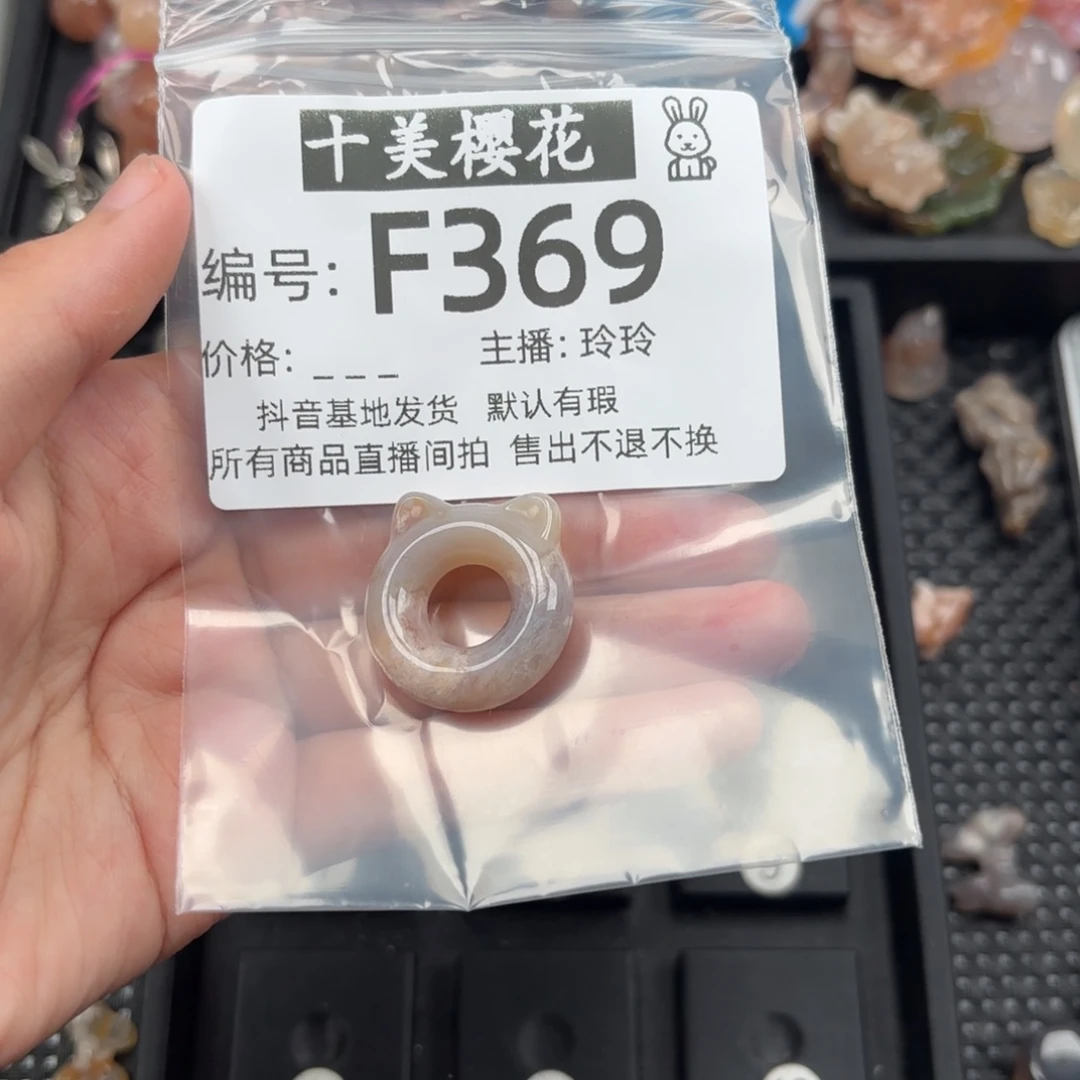 十美樱花
编号: F369
价格: _ _ _ 主播: 玲玲
抖音基地发货 默认有瑕
所有商品直播间拍 售出不退不换